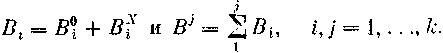 B_i = B_i^0 + B_i^X и B^j = \sum_1^j B_i, i, j = 1, ..., k.